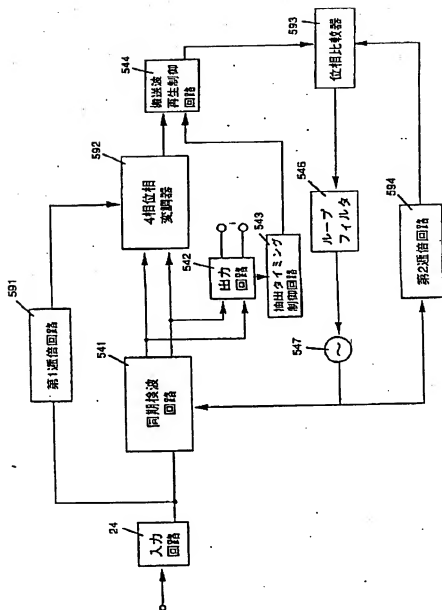 591
第1逓倍回路
24
入力
回路
541
同期検波
回路
592
4相位相
変調器
544
搬送波
再生制御
回路
542
出力
回路
543
抽出タイミング
制御回路
593
位相比較器
546
ループ
フィルタ
547
~
594
第2逓倍回路